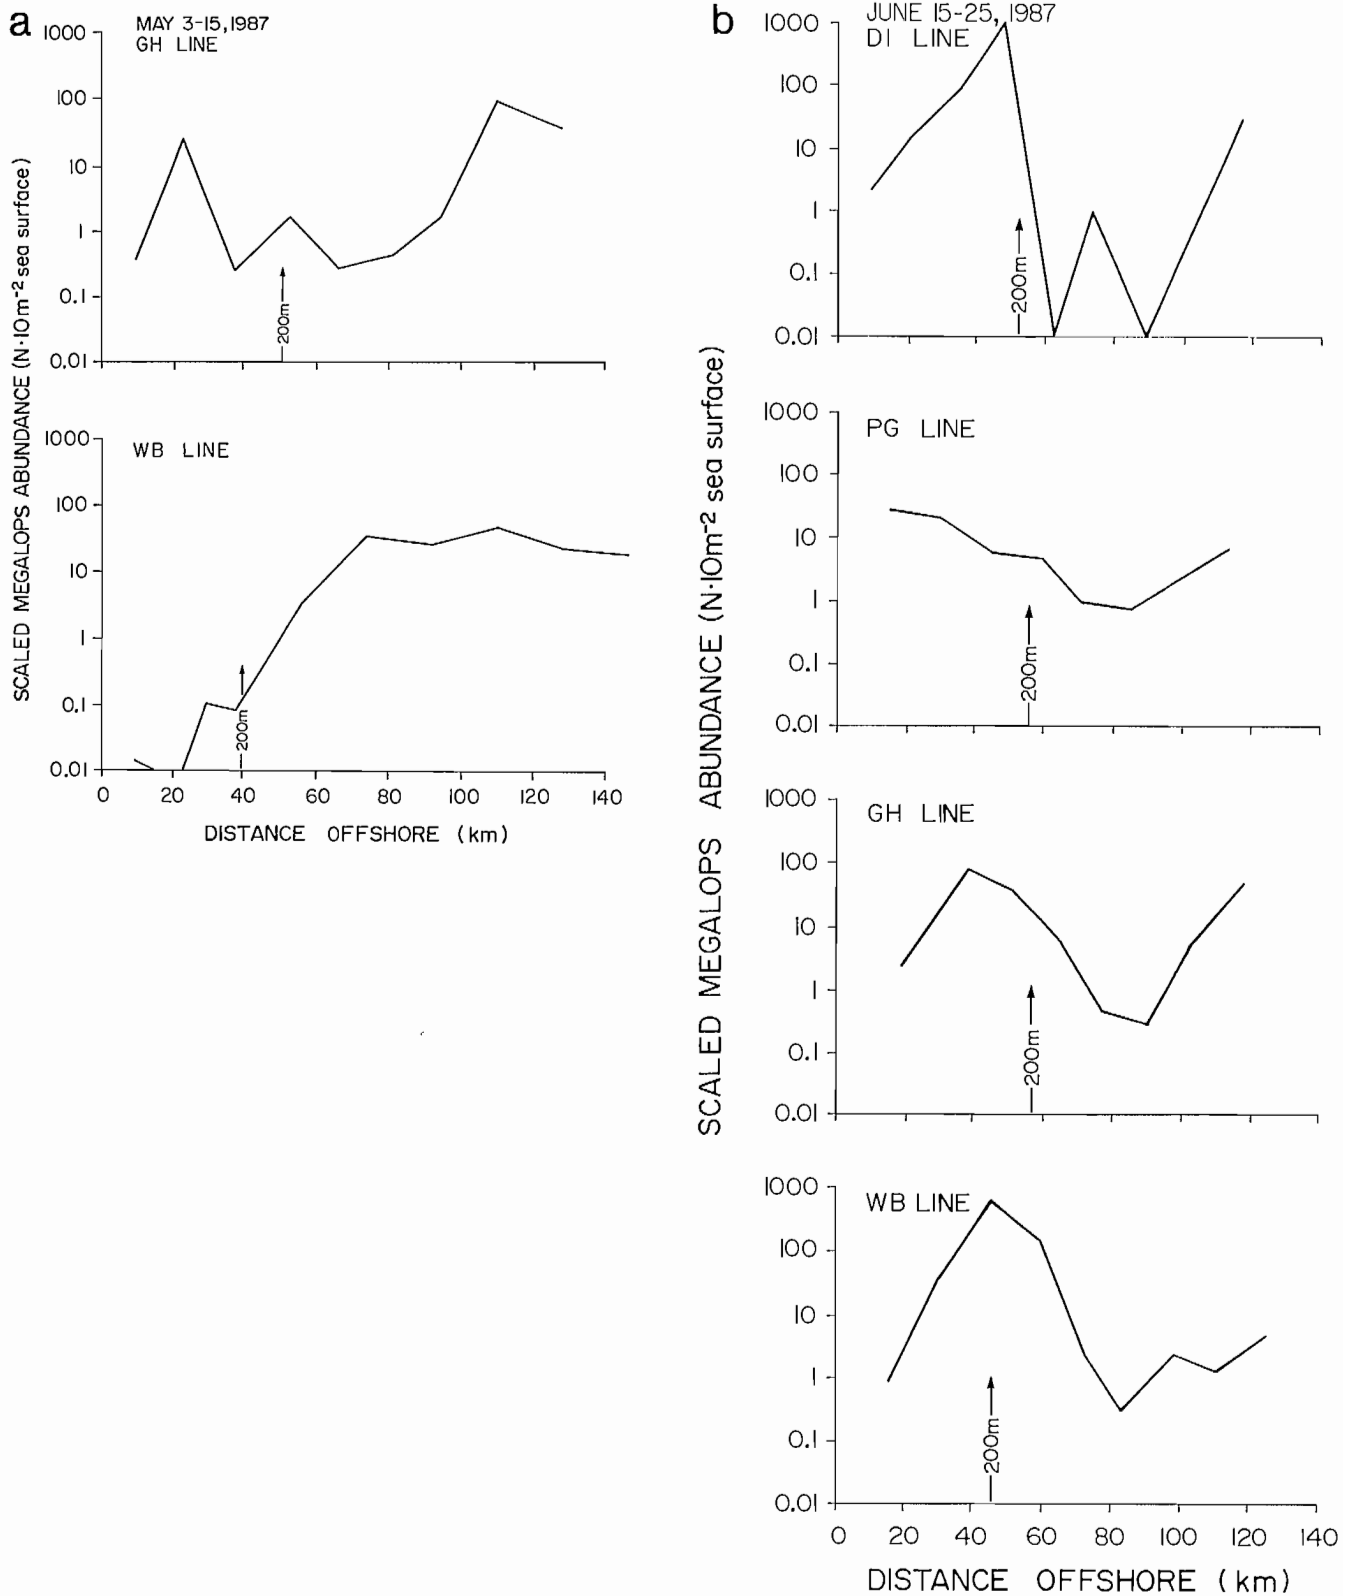 a
MAY 3-15, 1987
GH LINE
SCALED MEGALOPS ABUNDANCE (N·10m⁻² sea surface)
1000
100
10
1
0.1
0.01
200m
WB LINE
1000
100
10
1
0.1
0.01
200m
0 20 40 60 80 100 120 140
DISTANCE OFFSHORE (km)
b
JUNE 15-25, 1987
DI LINE
SCALED MEGALOPS ABUNDANCE (N·10m⁻² sea surface)
1000
100
10
1
0.1
0.01
200m
PG LINE
1000
100
10
1
0.1
0.01
200m
GH LINE
1000
100
10
1
0.1
0.01
200m
WB LINE
1000
100
10
1
0.1
0.01
200m
0 20 40 60 80 100 120 140
DISTANCE OFFSHORE (km)